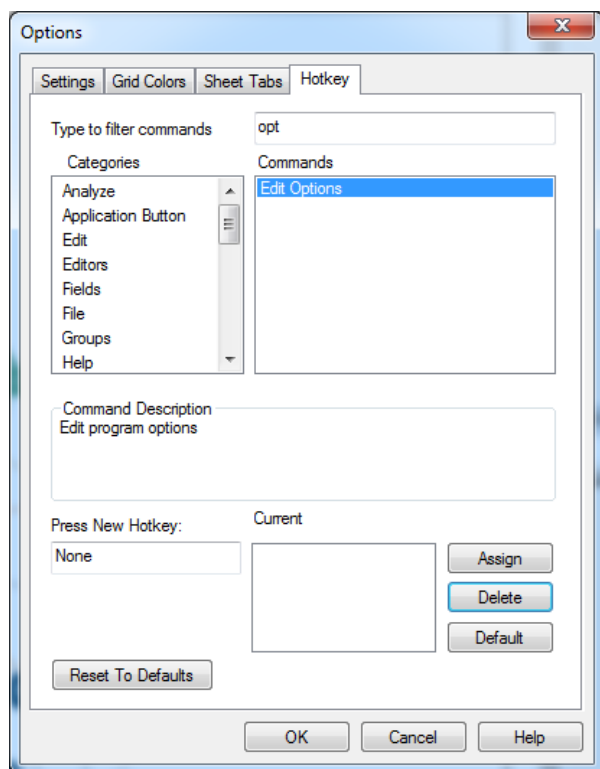 Options
Settings Grid Colors Sheet Tabs Hotkey
Type to filter commands opt
Categories Commands
Analyze Edit Options
Application Button
Edit
Editors
Fields
File
Groups
Help
Command Description
Edit program options
Press New Hotkey: Current
None Assign
Delete
Default
Reset To Defaults
OK Cancel Help